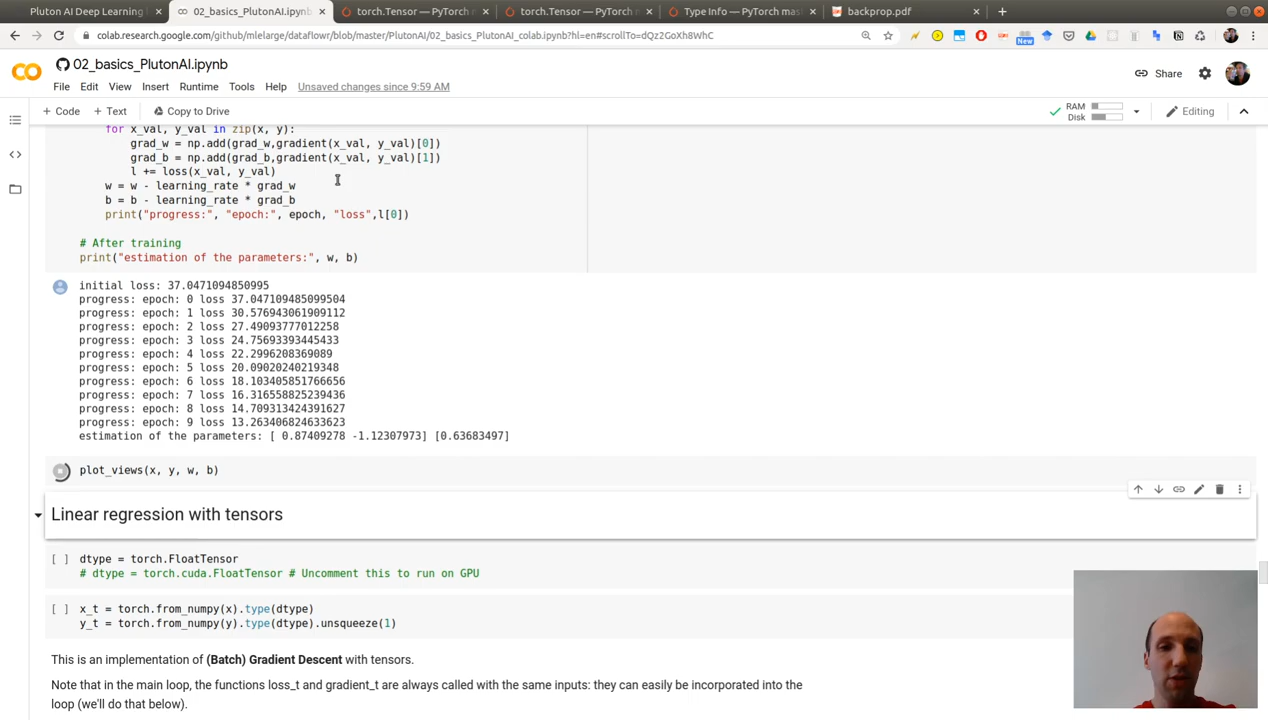 Pluton AI Deep Learning
02_basics_PlutonAI.ipynb
torch.Tensor — PyTorch
torch.Tensor — PyTorch
Type Info — PyTorch mast
backprop.pdf
colab.research.google.com/github/mlelarge/dataflowr/blob/master/PlutonAI/02_basics_PlutonAI_colab.ipynb?hl=en#scrollTo=dQz2GoXh8WhC
New
02_basics_PlutonAI.ipynb
Share
File Edit View Insert Runtime Tools Help Unsaved changes since 9:59 AM
+ Code + Text Copy to Drive
RAM
Disk
Editing
for x_val, y_val in zip(x, y):
grad_w = np.add(grad_w,gradient(x_val, y_val)[0])
grad_b = np.add(grad_b,gradient(x_val, y_val)[1])
l += loss(x_val, y_val)
w = w - learning_rate * grad_w
b = b - learning_rate * grad_b
print("progress:", "epoch:", epoch, "loss",l[0])
# After training
print("estimation of the parameters:", w, b)
initial loss: 37.0471094850995
progress: epoch: 0 loss 37.047109485099504
progress: epoch: 1 loss 30.576943061909112
progress: epoch: 2 loss 27.49093777012258
progress: epoch: 3 loss 24.75693393445433
progress: epoch: 4 loss 22.2996208369089
progress: epoch: 5 loss 20.09020240219348
progress: epoch: 6 loss 18.103405851766656
progress: epoch: 7 loss 16.316558825239436
progress: epoch: 8 loss 14.709313424391627
progress: epoch: 9 loss 13.263406824633623
estimation of the parameters: [ 0.87409278 -1.12307973] [0.63683497]
plot_views(x, y, w, b)
Linear regression with tensors
[ ] dtype = torch.FloatTensor
# dtype = torch.cuda.FloatTensor # Uncomment this to run on GPU
[ ] x_t = torch.from_numpy(x).type(dtype)
y_t = torch.from_numpy(y).type(dtype).unsqueeze(1)
This is an implementation of (Batch) Gradient Descent with tensors.
Note that in the main loop, the functions loss_t and gradient_t are always called with the same inputs: they can easily be incorporated into the
loop (we'll do that below).